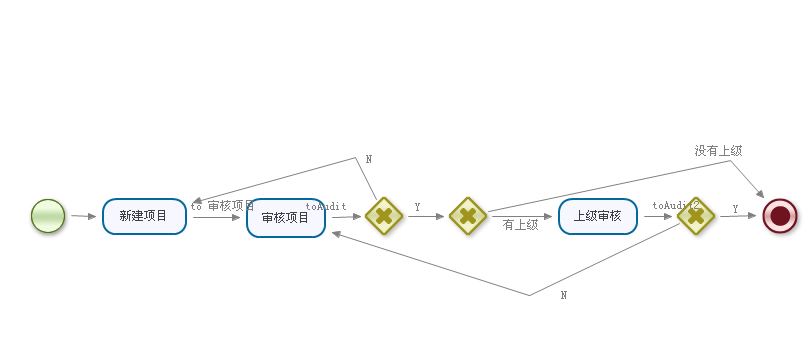 没有上级
N
新建项目
to 审核项目
审核项目
toAudit
Y
有上级
上级审核
toAudit2
Y
N